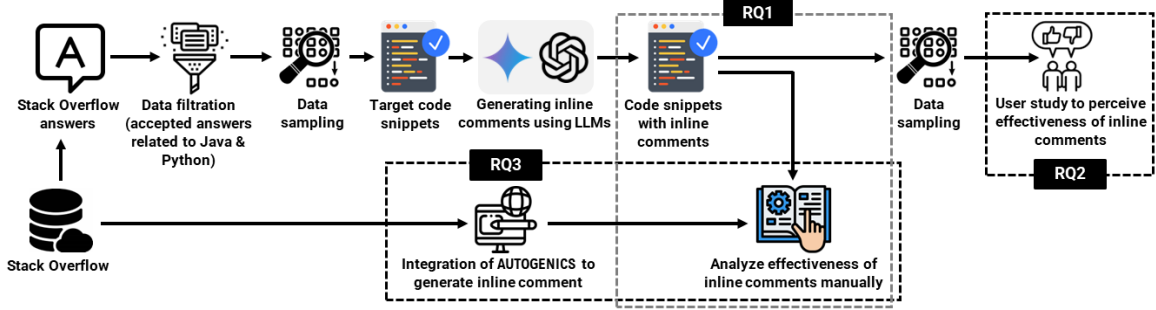 RQ1
A
Stack Overflow
answers
Data filtration
(accepted answers
related to Java &
Python)
Data
sampling
Target code
snippets
Generating inline
comments using LLMs
Code snippets
with inline
comments
Data
sampling
User study to perceive
effectiveness of inline
comments
RQ2
RQ3
Stack Overflow
Integration of AUTOGENICS to
generate inline comment
Analyze effectiveness of
inline comments manually